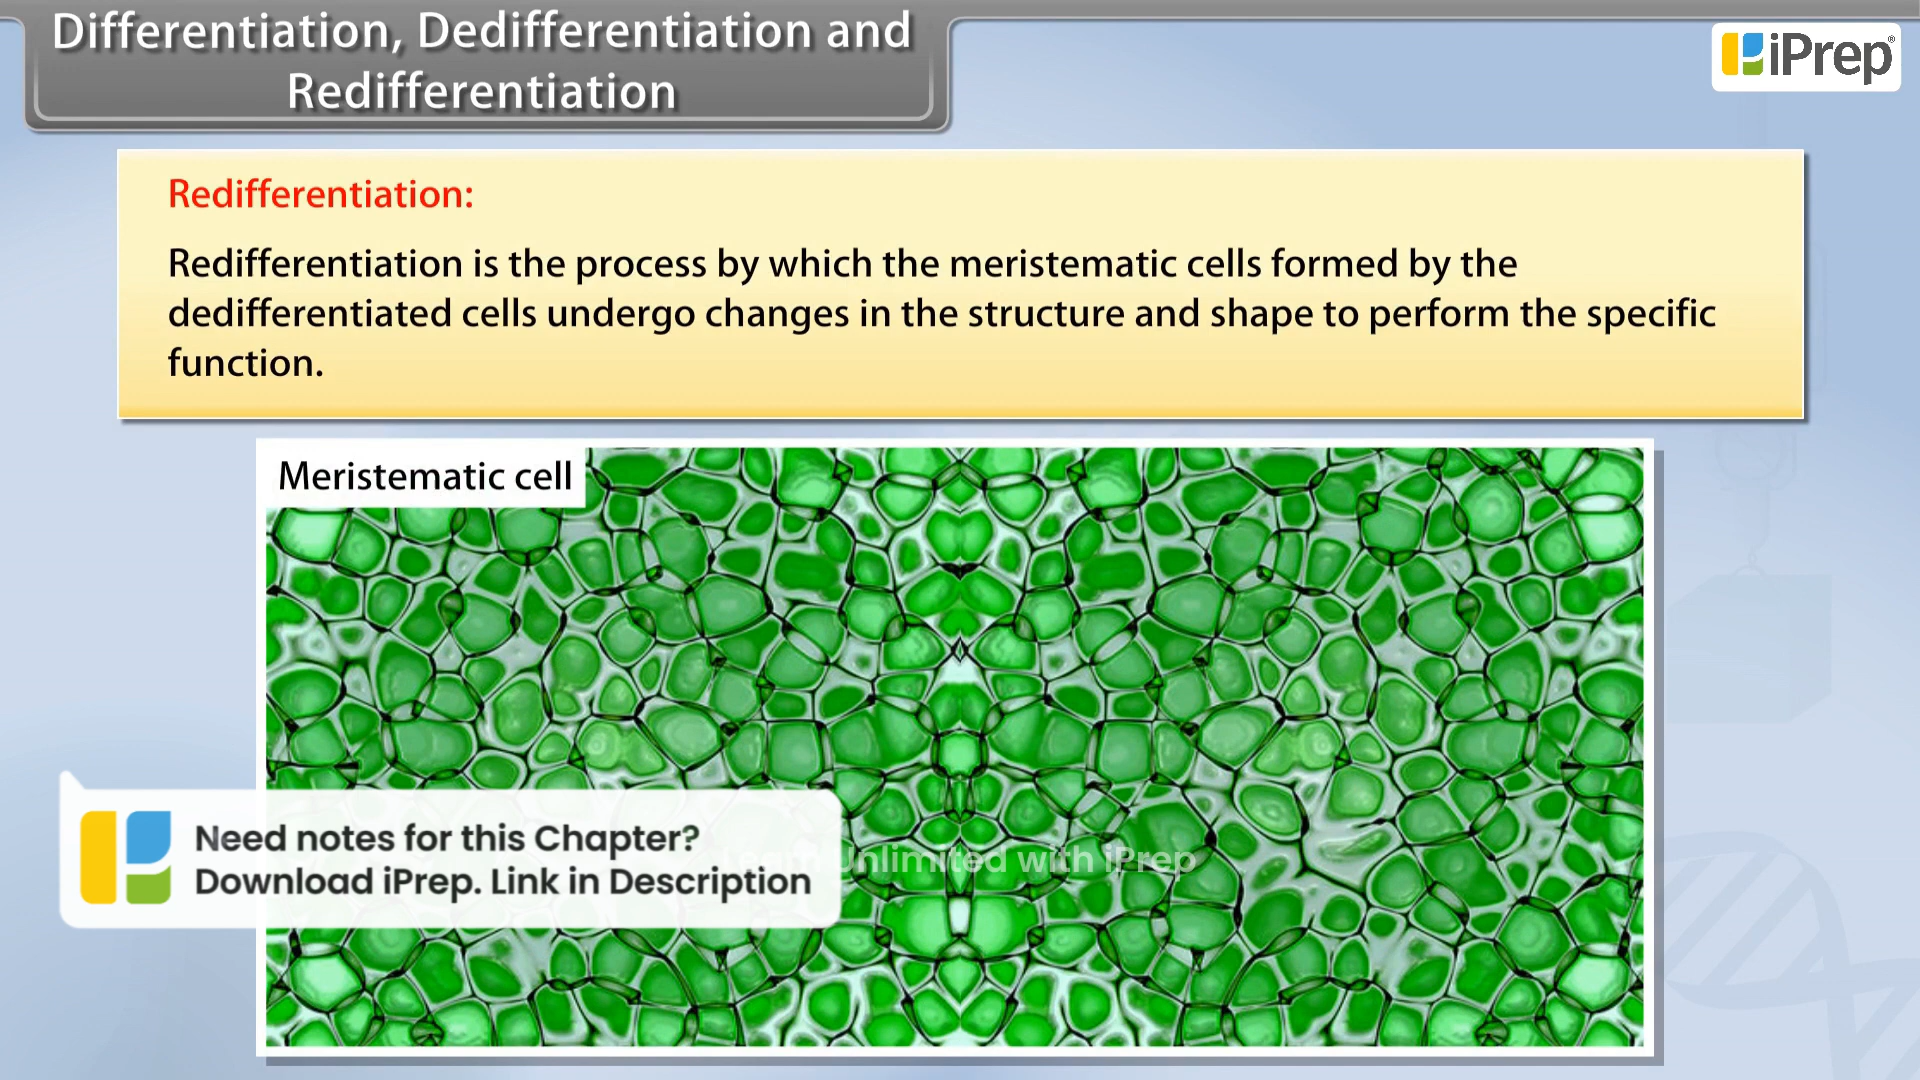 Differentiation, Dedifferentiation and
Redifferentiation
iPrep®
Redifferentiation:
Redifferentiation is the process by which the meristematic cells formed by the
dedifferentiated cells undergo changes in the structure and shape to perform the specific
function.
Meristematic cell
Need notes for this Chapter?
Download iPrep. Link in Description
Unlimited with iPrep